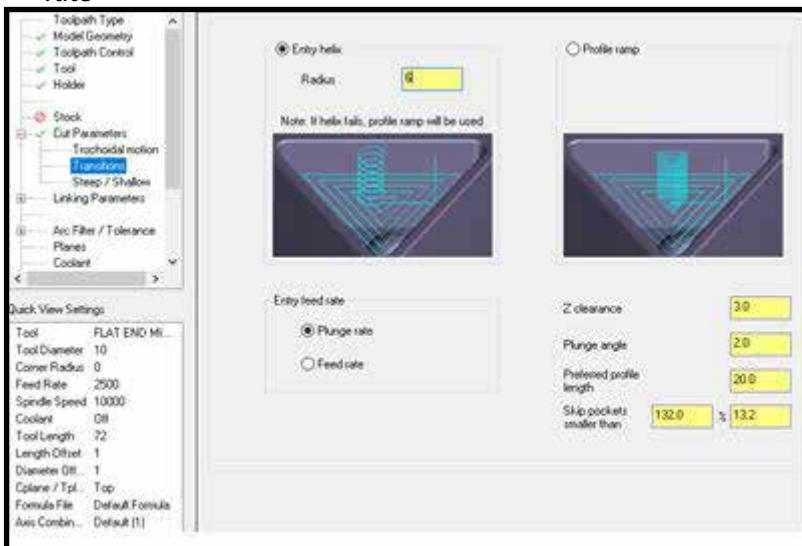 rate
Toolpath Type
Model Geometry
Toolpath Control
Tool
Holder
Stock
Cut Parameters
Trochoidal motion
Transitions
Steep / Shallow
Linking Parameters
Arc Filter / Tolerance
Planes
Coolant
Quick View Settings
Tool FLAT END MI...
Tool Diameter 10
Corner Radius 0
Feed Rate 2500
Spindle Speed 10000
Coolant Off
Tool Length 72
Length Offset 1
Diameter Off... 1
Cplane / Tpl... Top
Formula File Default.Formula
Axis Combin... Default (1)
Entry helix
Radius 6
Note: If helix fails, profile ramp will be used
Profile ramp
Entry feed rate
Plunge rate
Feed rate
Z clearance 3.0
Plunge angle 2.0
Preferred profile
length 20.0
Skip pockets
smaller than 132.0 % 13.2